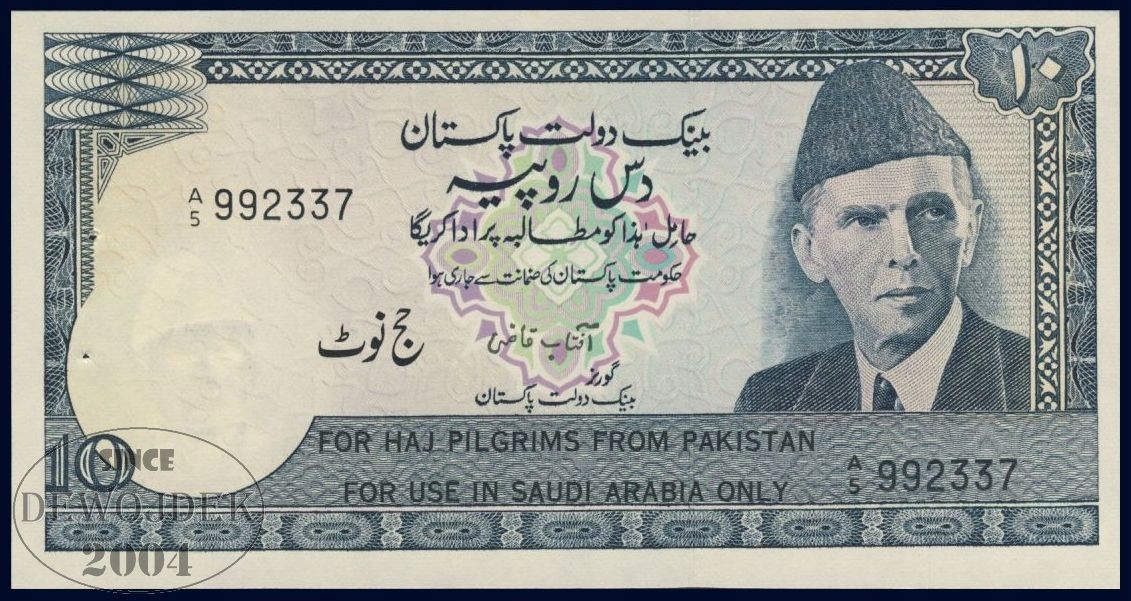 ۱۰
بینک دولت پاکستان
دس روپیہ
A/5 992337
حامل ہٰذا کو مطالبہ پر ادا کریگا
حکومت پاکستان کی ضمانت سے جاری ہوا
حج نوٹ
آفتاب قاضی
گورنر
بینک دولت پاکستان
10
FOR HAJ PILGRIMS FROM PAKISTAN
A/5 992337
FOR USE IN SAUDI ARABIA ONLY
SINCE
DEWOJDEK
2004